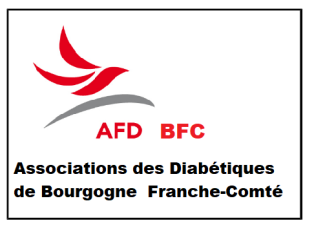 AFD BFC
Associations des Diabétiques
de Bourgogne Franche-Comté